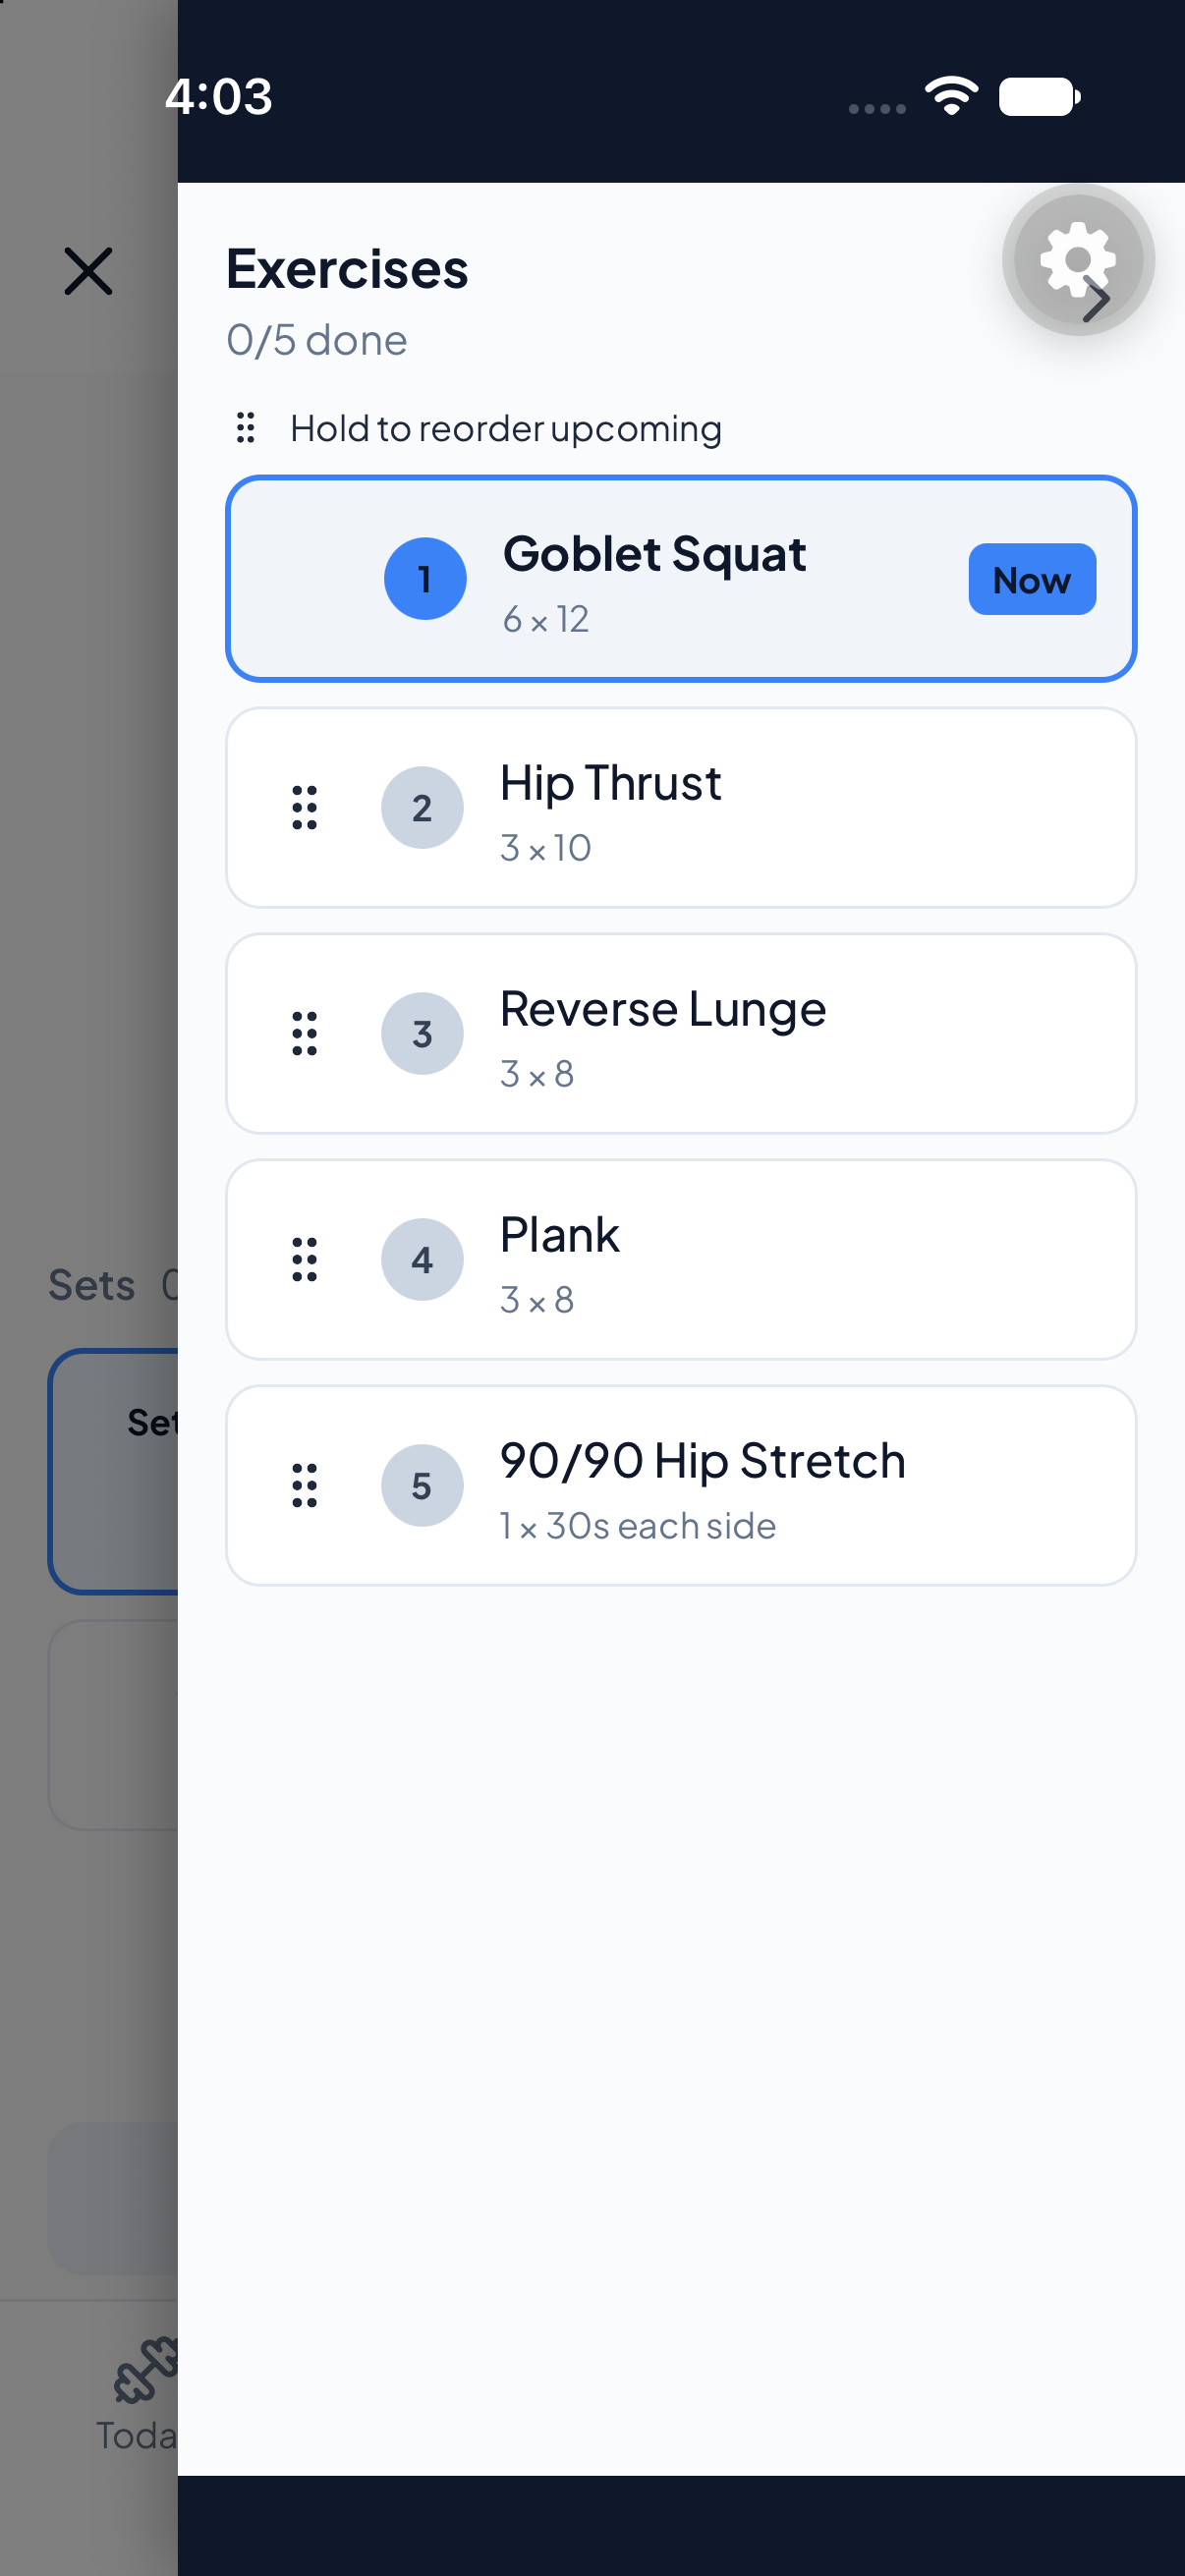 4:03
Exercises
0/5 done
Hold to reorder upcoming
1
Goblet Squat
6 × 12
Now
2
Hip Thrust
3 × 10
3
Reverse Lunge
3 × 8
4
Plank
3 × 8
5
90/90 Hip Stretch
1 × 30s each side
Sets